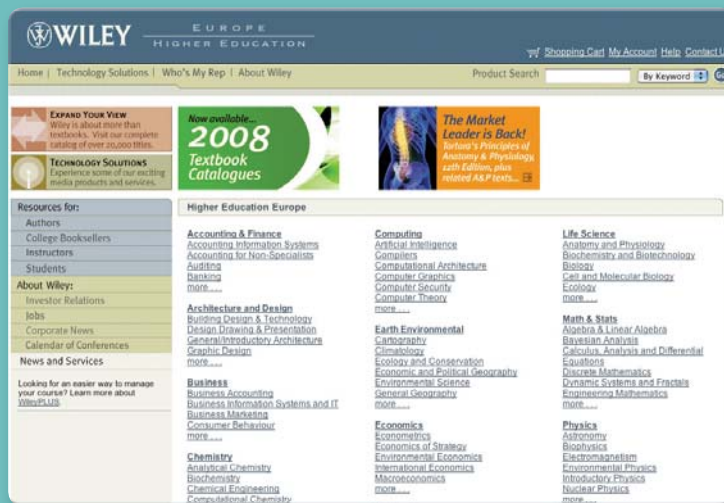 WILEY
EUROPE
HIGHER EDUCATION
Shopping Cart My Account Help Contact U
Home | Technology Solutions | Who's My Rep | About Wiley
Product Search
By Keyword
Go
EXPAND YOUR VIEW
Wiley is about more than
textbooks. Visit our complete
catalog of over 20,000 titles.
TECHNOLOGY SOLUTIONS
Experience some of our exciting
media products and services.
Now available...
2008
Textbook
Catalogues
The Market
Leader is Back!
Tortora's Principles of
Anatomy & Physiology,
12th Edition, plus
related A&P texts...
Resources for:
Authors
College Booksellers
Instructors
Students
About Wiley:
Investor Relations
Jobs
Corporate News
Calendar of Conferences
News and Services
Looking for an easier way to manage
your course? Learn more about
WileyPLUS.
Higher Education Europe
Accounting & Finance
Accounting Information Systems
Accounting for Non-Specialists
Auditing
Banking
more ....
Architecture and Design
Building Design & Technology
Design Drawing & Presentation
General/Introductory Architecture
Graphic Design
more ....
Business
Business Accounting
Business Information Systems and IT
Business Marketing
Consumer Behaviour
more ....
Chemistry
Analytical Chemistry
Biochemistry
Chemical Engineering
Computational Chemistry
Computing
Artificial Intelligence
Compilers
Computational Architecture
Computer Graphics
Computer Security
Computer Theory
more ....
Earth Environmental
Cartography
Climatology
Ecology and Conservation
Economic and Political Geography
Environmental Science
General Geography
more ....
Economics
Econometrics
Economics of Strategy
Environmental Economics
International Economics
Macroeconomics
more ....
Life Science
Anatomy and Physiology
Biochemistry and Biotechnology
Biology
Cell and Molecular Biology
Ecology
more ....
Math & Stats
Algebra & Linear Algebra
Bayesian Analysis
Calculus, Analysis and Differential
Equations
Discrete Mathematics
Dynamic Systems and Fractals
Engineering Mathematics
more ....
Physics
Astronomy
Biophysics
Electromagnetism
Environmental Physics
Introductory Physics
Nuclear Physics
more ....